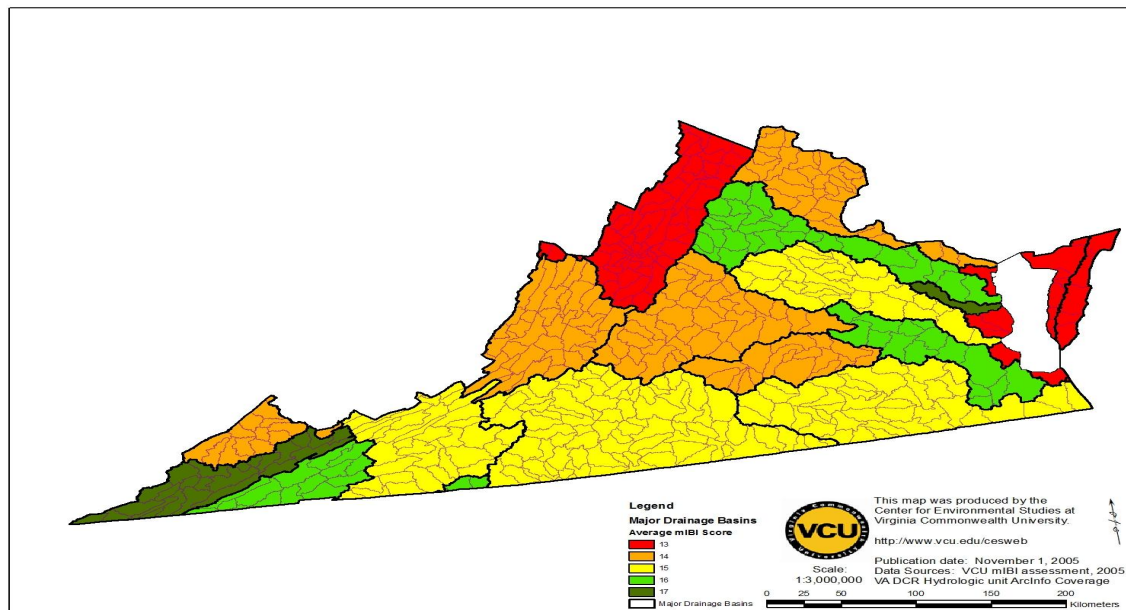 Legend
Major Drainage Basins
Average mIBI Score
13
14
15
16
17
Major Drainage Basins
Virginia Commonwealth
VCU
University
Scale:
1:3,000,000
This map was produced by the
Center for Environmental Studies at
Virginia Commonwealth University.
http://www.vcu.edu/cesweb
Publication date: November 1, 2005
Data Sources: VCU mIBI assessment, 2005
VA DCR Hydrologic unit ArcInfo Coverage
0 25 50 100 150 200
Kilometers